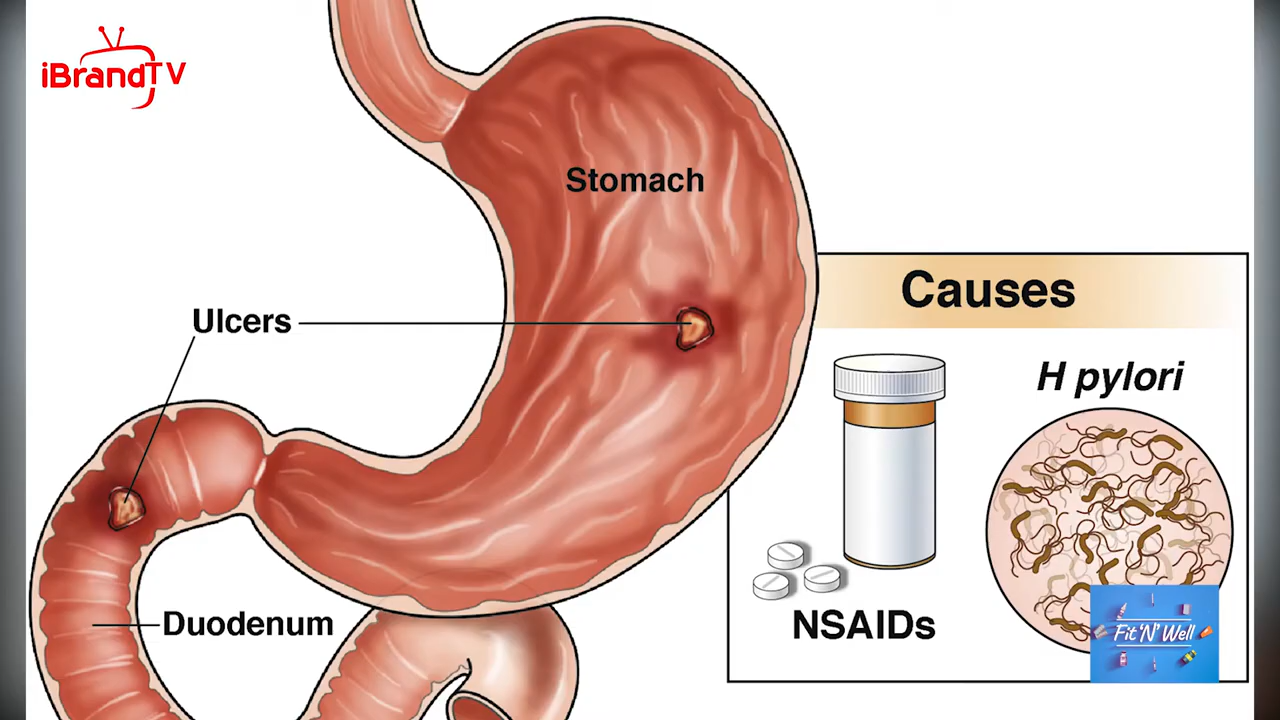 iBrandTV
Stomach
Causes
Ulcers
H pylori
Duodenum
NSAIDs
Fit 'N' Well